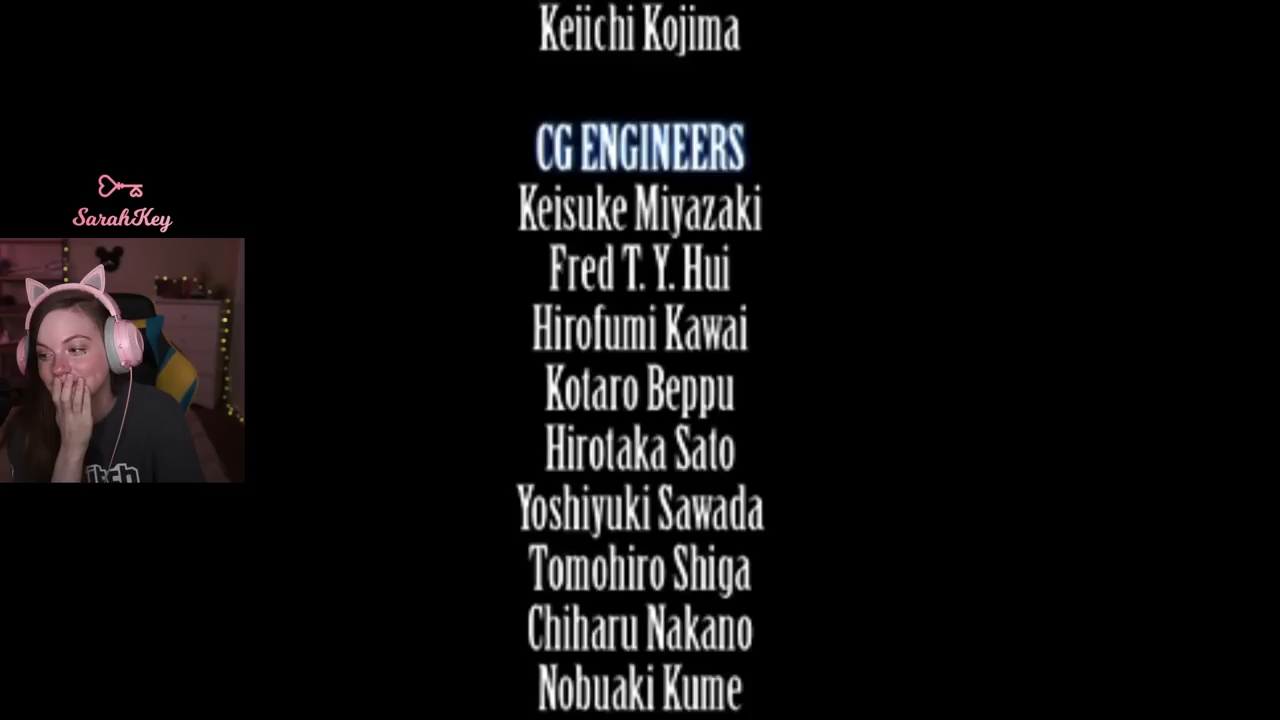 Keiichi Kojima
CG ENGINEERS
Keisuke Miyazaki
Fred T. Y. Hui
SarahKey
Hirofumi Kawai
Kotaro Beppu
Hirotaka Sato
Yoshiyuki Sawada
Tomohiro Shiga
Chiharu Nakano
Nobuaki Kume